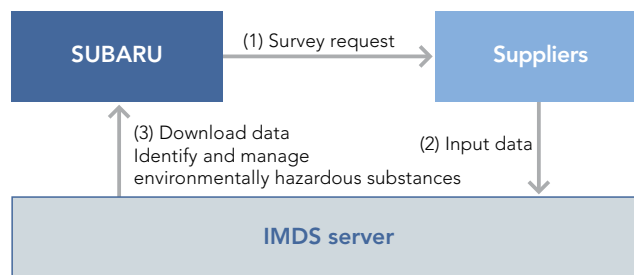 SUBARU
(1) Survey request
Suppliers
(2) Input data
(3) Download data
Identify and manage
environmentally hazardous substances
IMDS server